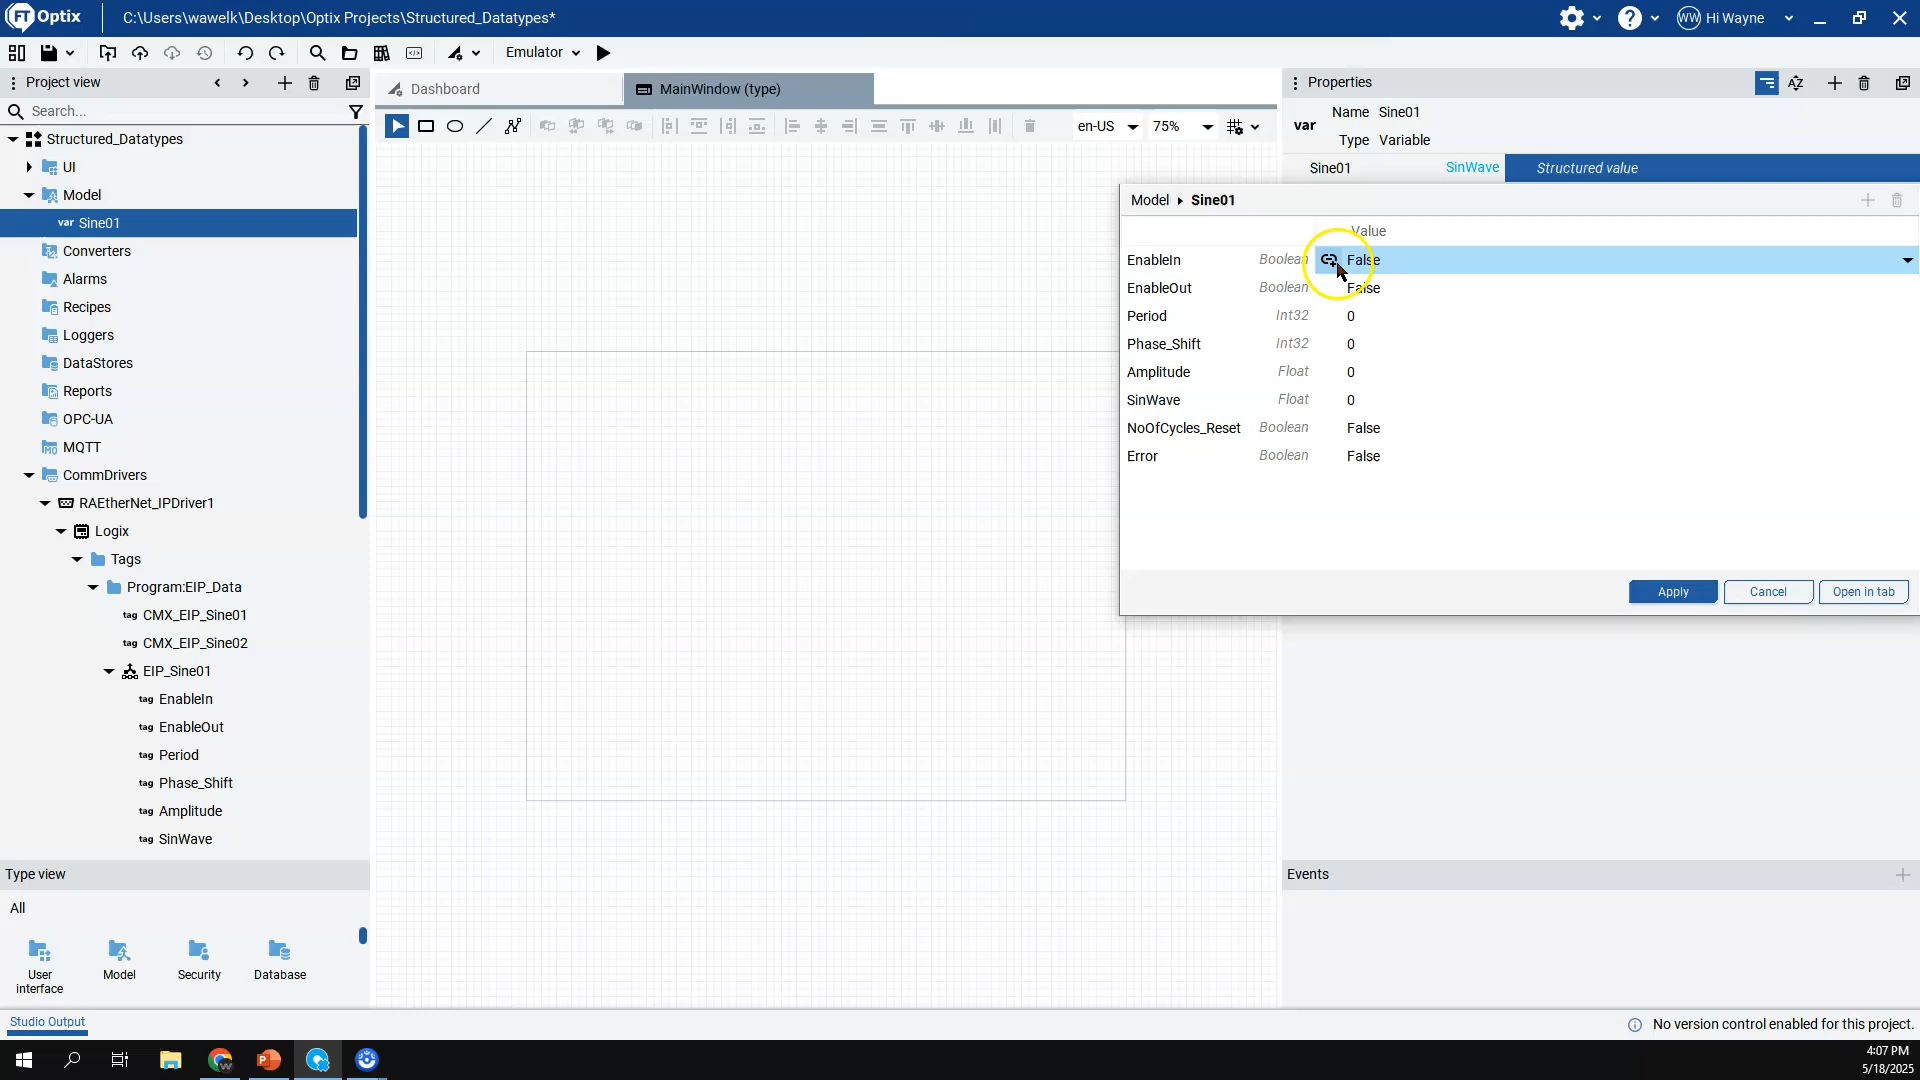 FT Optix
C:\Users\wawelk\Desktop\Optix Projects\Structured_Datatypes*
WW Hi Wayne
Emulator
Project view
Search...
Structured_Datatypes
UI
Model
var Sine01
Converters
Alarms
Recipes
Loggers
DataStores
Reports
OPC-UA
MQTT
CommDrivers
RAEtherNet_IPDriver1
Logix
Tags
Program:EIP_Data
tag CMX_EIP_Sine01
tag CMX_EIP_Sine02
EIP_Sine01
tag EnableIn
tag EnableOut
tag Period
tag Phase_Shift
tag Amplitude
tag SinWave
Type view
All
User interface
Model
Security
Database
Studio Output
Dashboard
MainWindow (type)
en-US
75%
Properties
var
Name Sine01
Type Variable
Sine01 SinWave Structured value
Model ▸ Sine01
Value
EnableIn Boolean False
EnableOut Boolean False
Period Int32 0
Phase_Shift Int32 0
Amplitude Float 0
SinWave Float 0
NoOfCycles_Reset Boolean False
Error Boolean False
Apply
Cancel
Open in tab
Events
No version control enabled for this project.
4:07 PM
5/18/2025